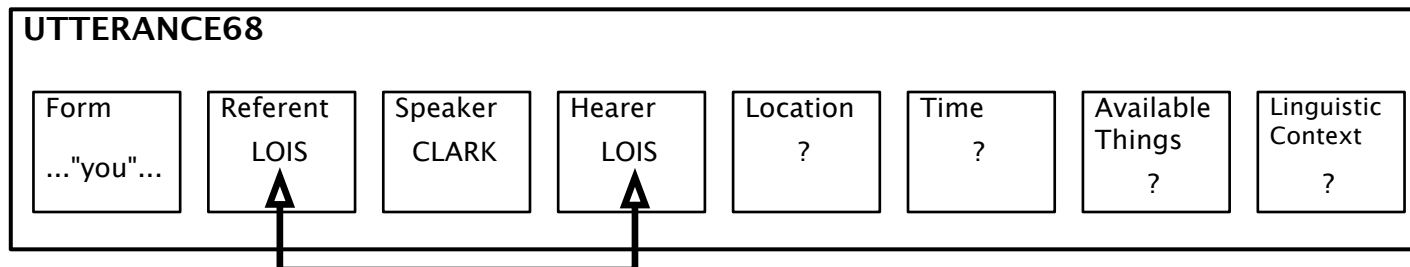 UTTERANCE68
Form
..."you"...
Referent
LOIS
Speaker
CLARK
Hearer
LOIS
Location
?
Time
?
Available
Things
?
Linguistic
Context
?